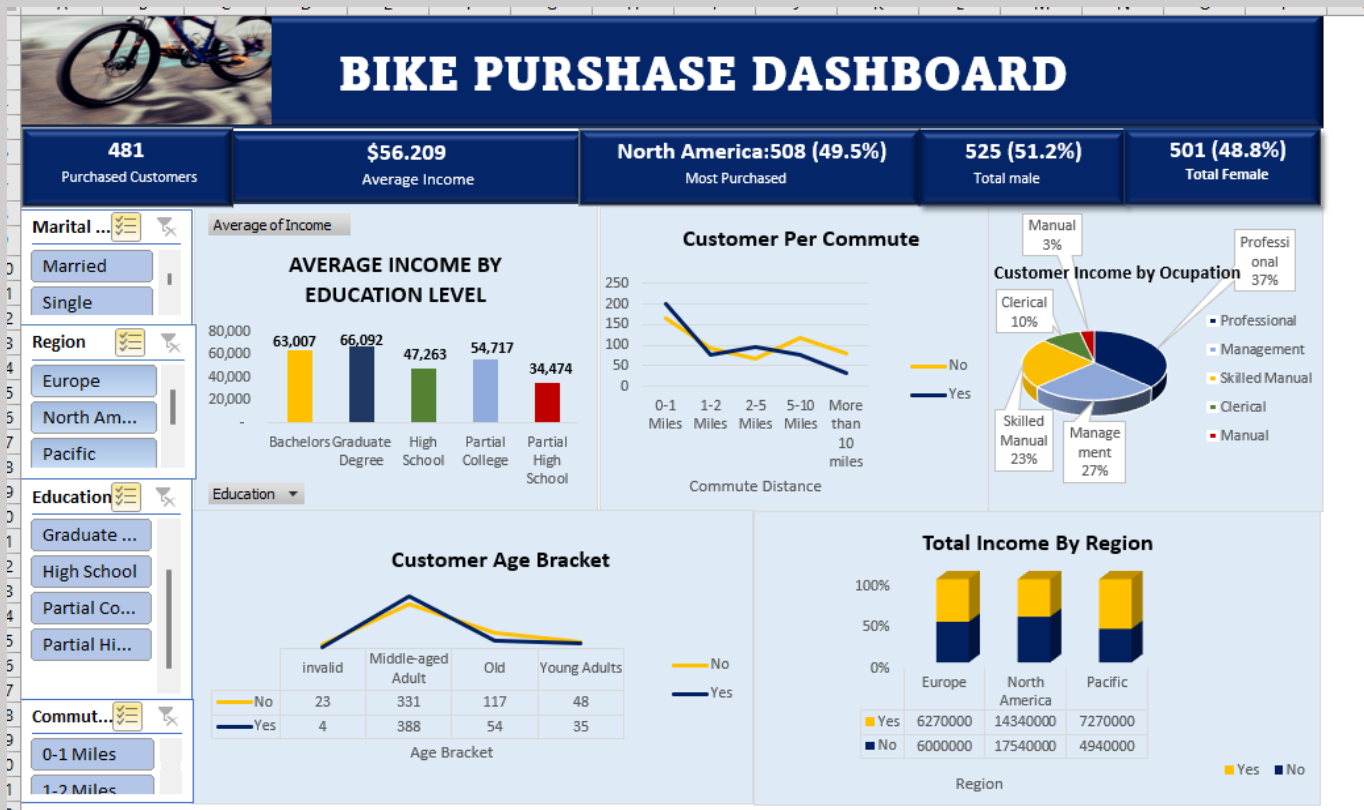 BIKE PURSHASE DASHBOARD
481
Purchased Customers
$56.209
Average Income
North America:508 (49.5%)
Most Purchased
525 (51.2%)
Total male
501 (48.8%)
Total Female
Marital ...
Married
Single
Region
Europe
North Am...
Pacific
Education
Graduate ...
High School
Partial Co...
Partial Hi...
Commut...
0-1 Miles
1-2 Miles
Average of Income
AVERAGE INCOME BY
EDUCATION LEVEL
80,000
60,000
40,000
20,000
-
63,007
66,092
47,263
54,717
34,474
Bachelors
Graduate
Degree
High
School
Partial
College
Partial
High
School
Education
Customer Per Commute
250
200
150
100
50
0
0-1
Miles
1-2
Miles
2-5
Miles
5-10
Miles
More
than
10
miles
Commute Distance
No
Yes
Customer Income by Ocupation
Manual
3%
Professi
onal
37%
Clerical
10%
Skilled
Manual
23%
Manage
ment
27%
Professional
Management
Skilled Manual
Clerical
Manual
Customer Age Bracket
invalid
Middle-aged
Adult
Old
Young Adults
No 23 331 117 48
Yes 4 388 54 35
Age Bracket
No
Yes
Total Income By Region
100%
50%
0%
Europe
North
America
Pacific
Yes 6270000 14340000 7270000
No 6000000 17540000 4940000
Region
Yes No